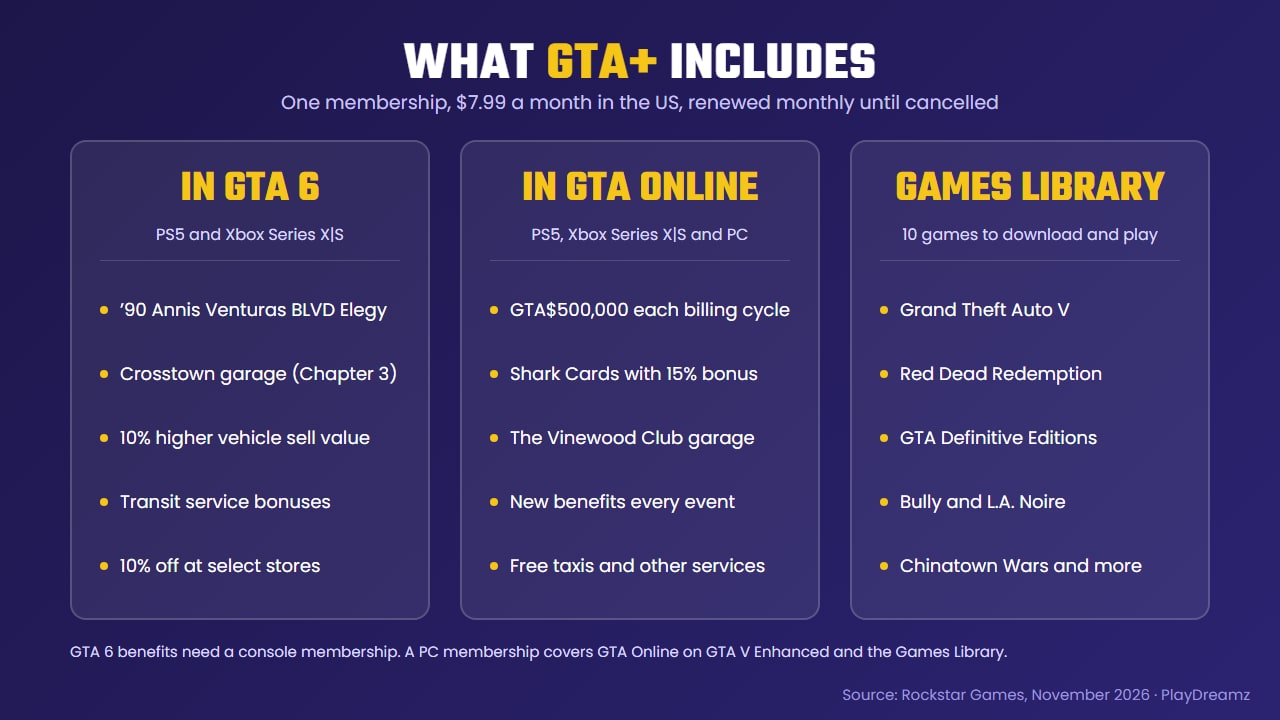 WHAT GTA+ INCLUDES
One membership, $7.99 a month in the US, renewed monthly until cancelled
IN GTA 6
PS5 and Xbox Series X|S
’90 Annis Venturas BLVD Elegy
Crosstown garage (Chapter 3)
10% higher vehicle sell value
Transit service bonuses
10% off at select stores
IN GTA ONLINE
PS5, Xbox Series X|S and PC
GTA$500,000 each billing cycle
Shark Cards with 15% bonus
The Vinewood Club garage
New benefits every event
Free taxis and other services
GAMES LIBRARY
10 games to download and play
Grand Theft Auto V
Red Dead Redemption
GTA Definitive Editions
Bully and L.A. Noire
Chinatown Wars and more
GTA 6 benefits need a console membership. A PC membership covers GTA Online on GTA V Enhanced and the Games Library.
Source: Rockstar Games, November 2026 · PlayDreamz